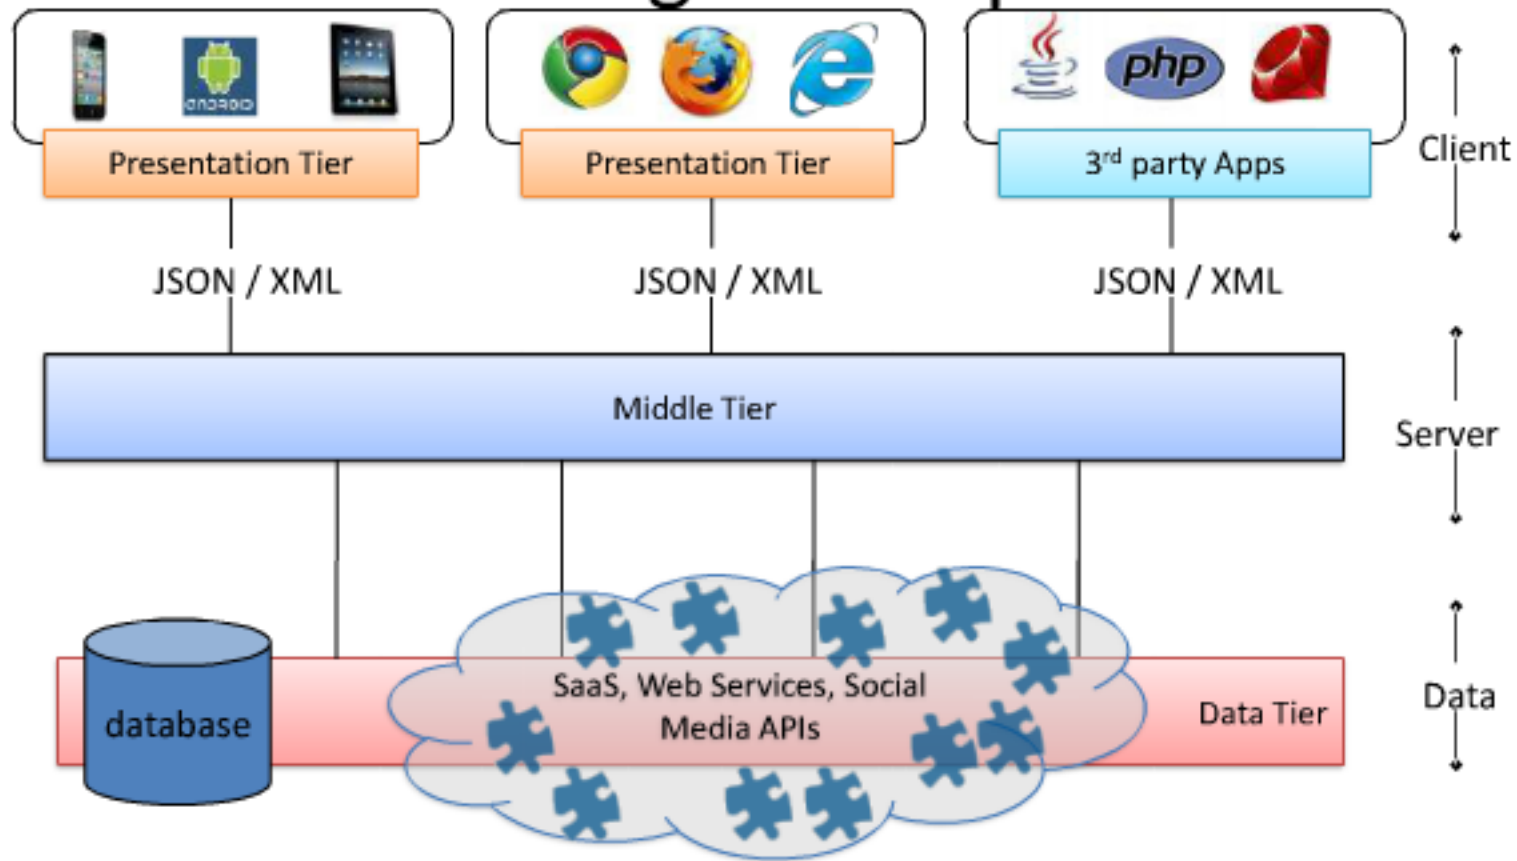 ANDROID
php
Presentation Tier
Presentation Tier
3rd party Apps
Client
JSON / XML
JSON / XML
JSON / XML
Middle Tier
Server
SaaS, Web Services, Social
Media APIs
database
Data Tier
Data